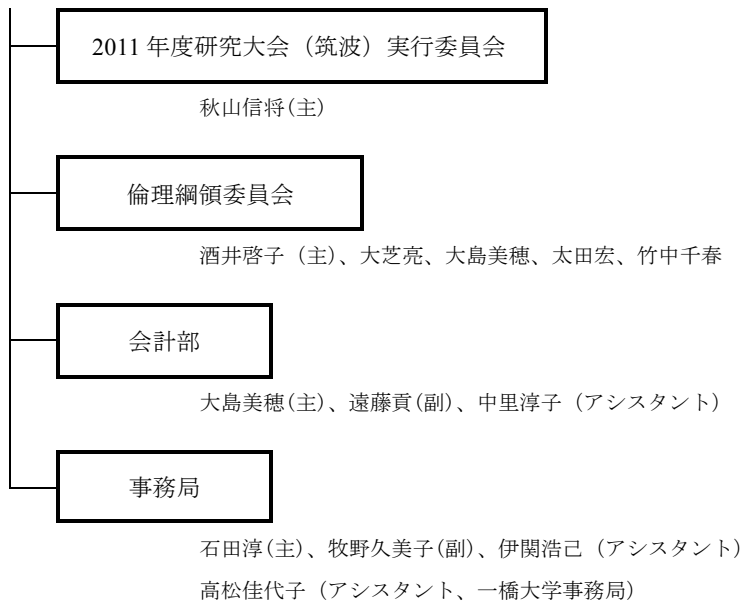 2011 年度研究大会（筑波）実行委員会
秋山信将(主)
倫理綱領委員会
酒井啓子（主)、大芝亮、大島美穂、太田宏、竹中千春
会計部
大島美穂(主)、遠藤貢(副)、中里淳子（アシスタント）
事務局
石田淳(主)、牧野久美子(副)、伊関浩己（アシスタント）
高松佳代子（アシスタント、一橋大学事務局）